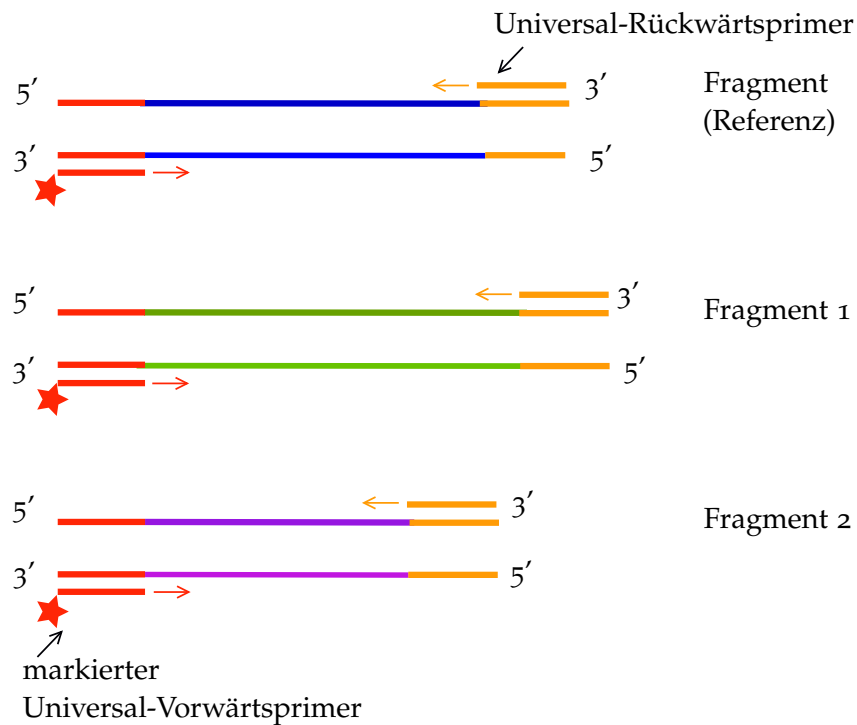 Universal-Rückwärtsprimer
5′
3′
Fragment
(Referenz)
3′
5′
5′
3′
Fragment 1
3′
5′
5′
3′
Fragment 2
3′
5′
markierter
Universal-Vorwärtsprimer